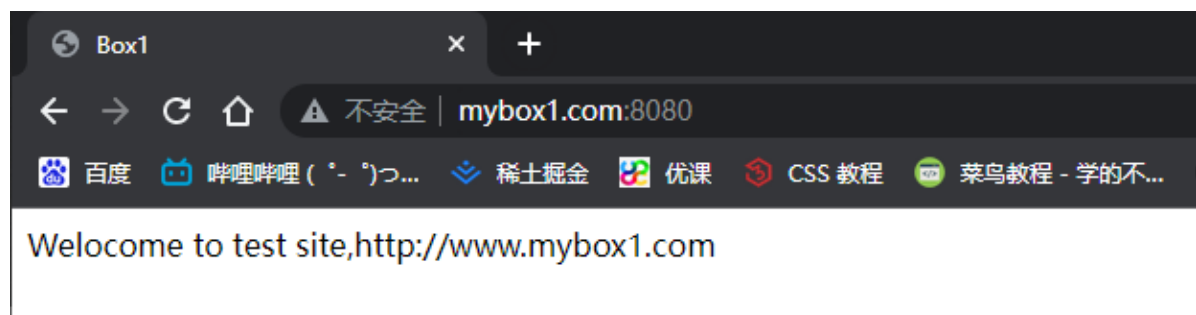 Box1
不安全 mybox1.com:8080
百度 哔哩哔哩 ( ゜- ゜)つ... 稀土掘金 优课 CSS 教程 菜鸟教程 - 学的不...
Welocome to test site,http://www.mybox1.com